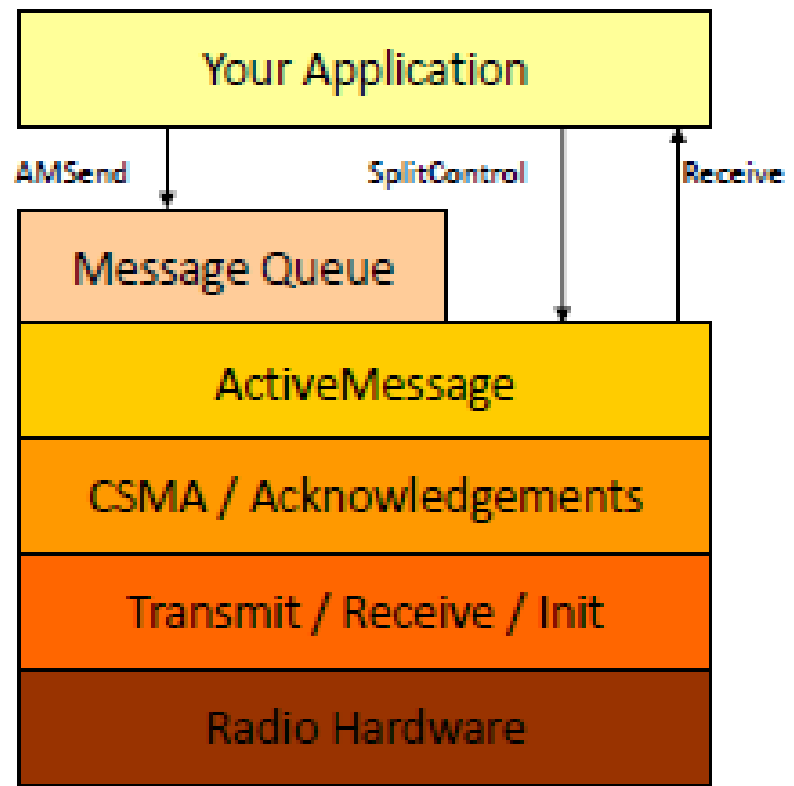 Your Application
AMSend
SplitControl
Receive
Message Queue
ActiveMessage
CSMA / Acknowledgements
Transmit / Receive / Init
Radio Hardware